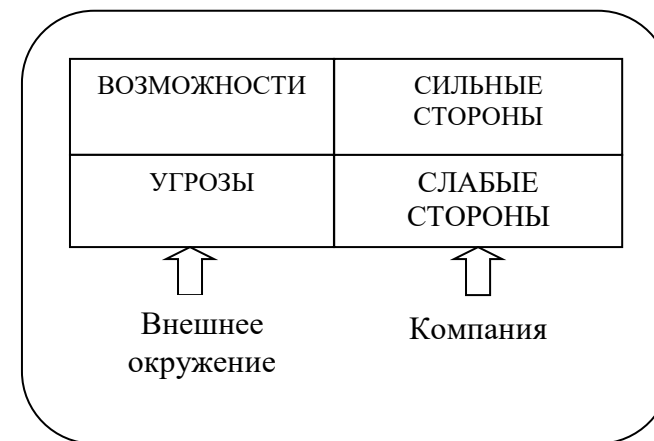 ВОЗМОЖНОСТИ
СИЛЬНЫЕ
СТОРОНЫ
УГРОЗЫ
СЛАБЫЕ
СТОРОНЫ
Внешнее
окружение
Компания